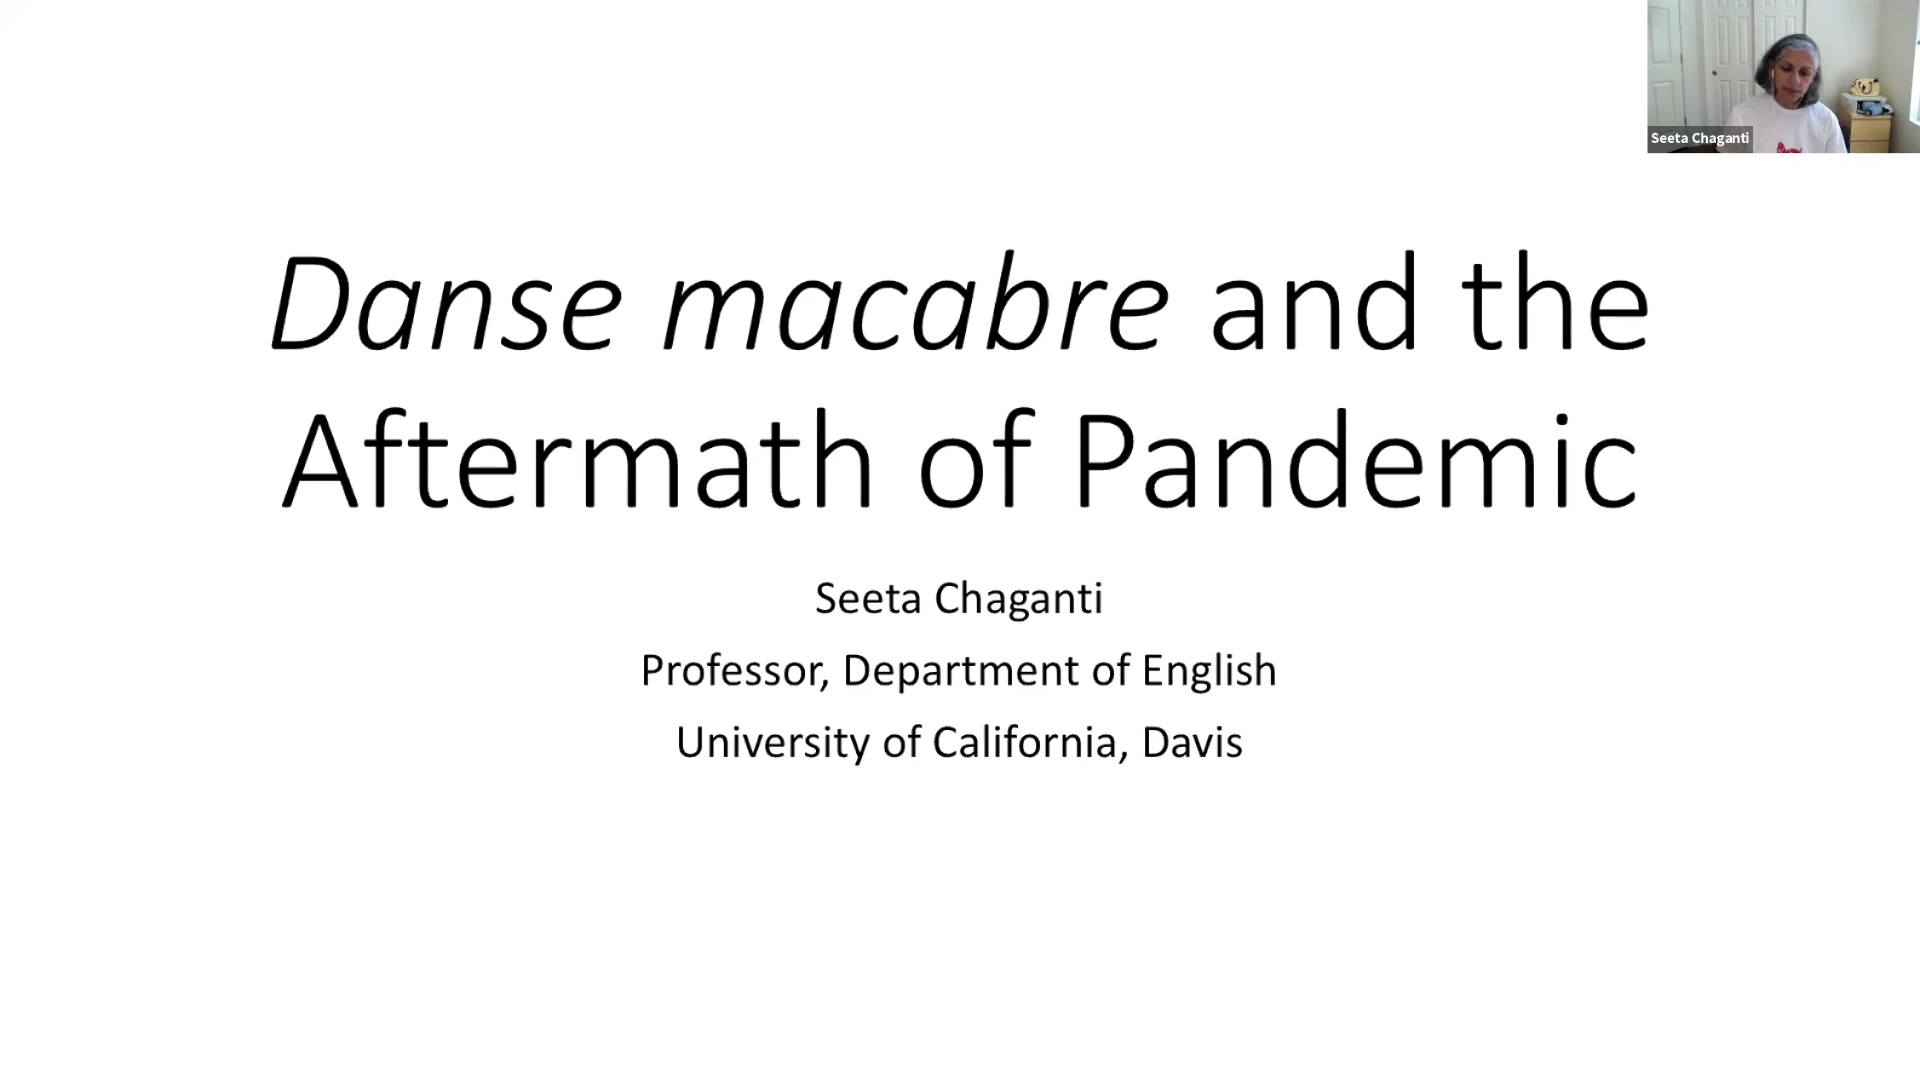 Seeta Chaganti
Danse macabre and the
Aftermath of Pandemic
Seeta Chaganti
Professor, Department of English
University of California, Davis